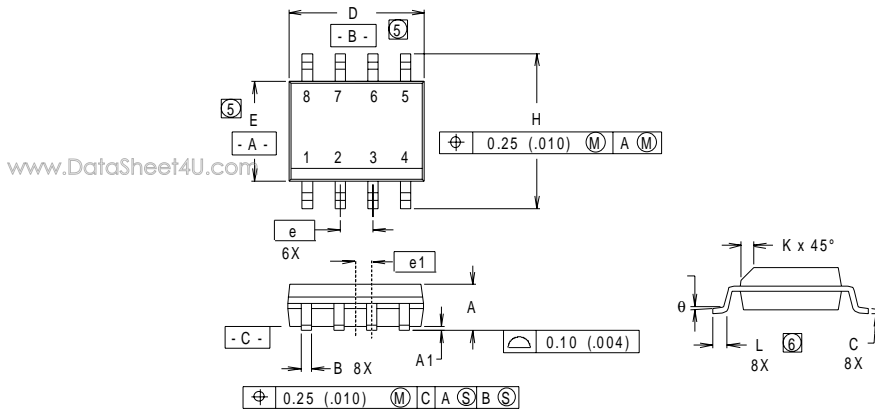 D
- B -
5
8 7 6 5
5
E
- A -
H
⌖ 0.25 (.010) Ⓜ A Ⓜ
1 2 3 4
www.DataSheet4U.com
e
6X
e1
K x 45°
A
θ
- C -
A1
⌓ 0.10 (.004)
B 8X
L
8X
6
C
8X
⌖ 0.25 (.010) Ⓜ C A Ⓢ B Ⓢ